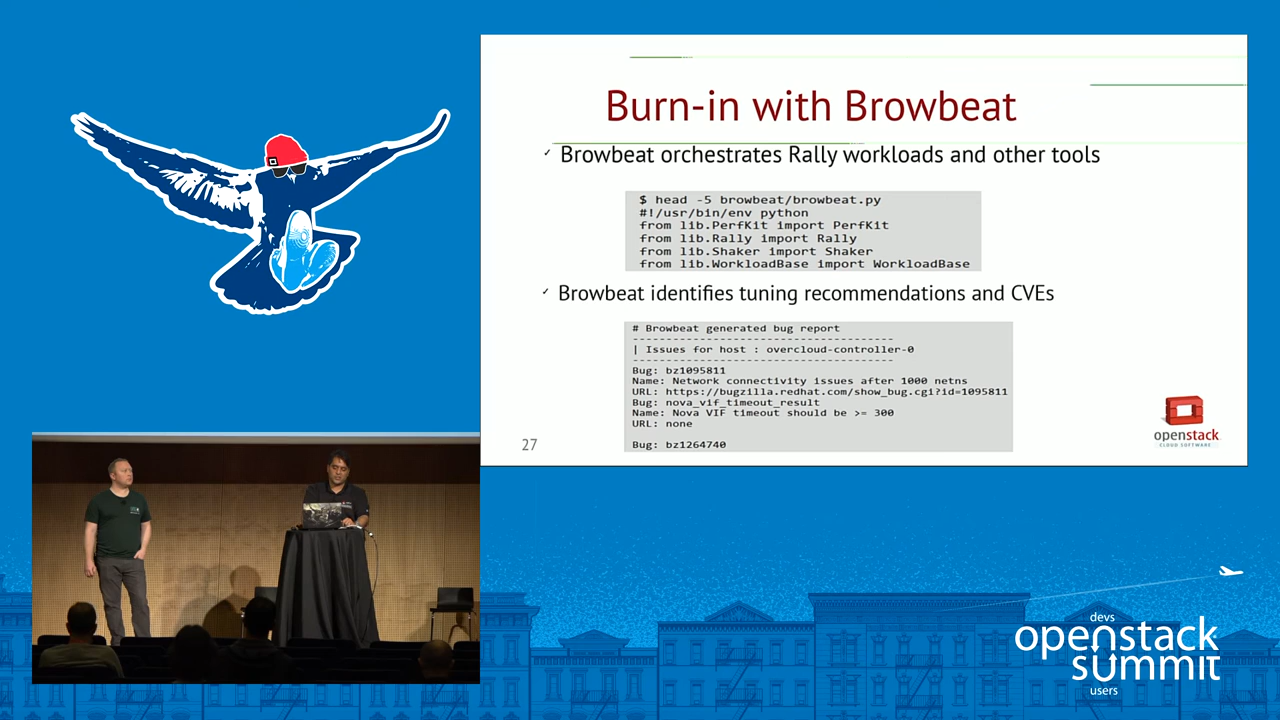 Burn-in with Browbeat
✓ Browbeat orchestrates Rally workloads and other tools
$ head -5 browbeat/browbeat.py
#!/usr/bin/env python
from lib.PerfKit import PerfKit
from lib.Rally import Rally
from lib.Shaker import Shaker
from lib.WorkloadBase import WorkloadBase
✓ Browbeat identifies tuning recommendations and CVEs
# Browbeat generated bug report
---------------------------------------
| Issues for host : overcloud-controller-0
---------------------------------------
Bug: bz1095811
Name: Network connectivity issues after 1000 netns
URL: https://bugzilla.redhat.com/show_bug.cgi?id=1095811
Bug: nova_vif_timeout_result
Name: Nova VIF timeout should be >= 300
URL: none
Bug: bz1264740
27
openstack
CLOUD SOFTWARE
devs
openstack
summit
users